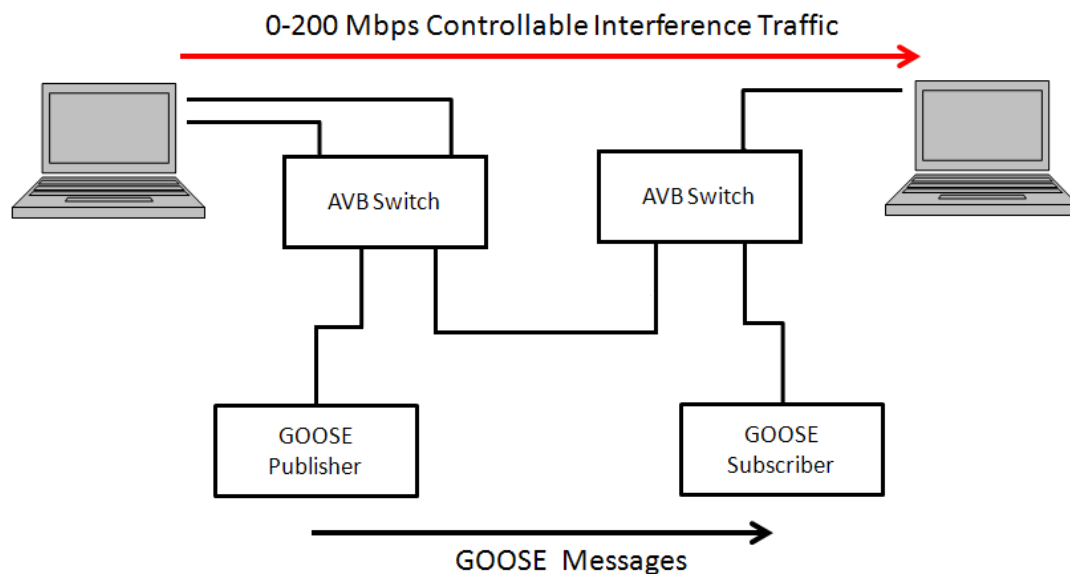 0-200 Mbps Controllable Interference Traffic
AVB Switch
AVB Switch
GOOSE
Publisher
GOOSE
Subscriber
GOOSE Messages